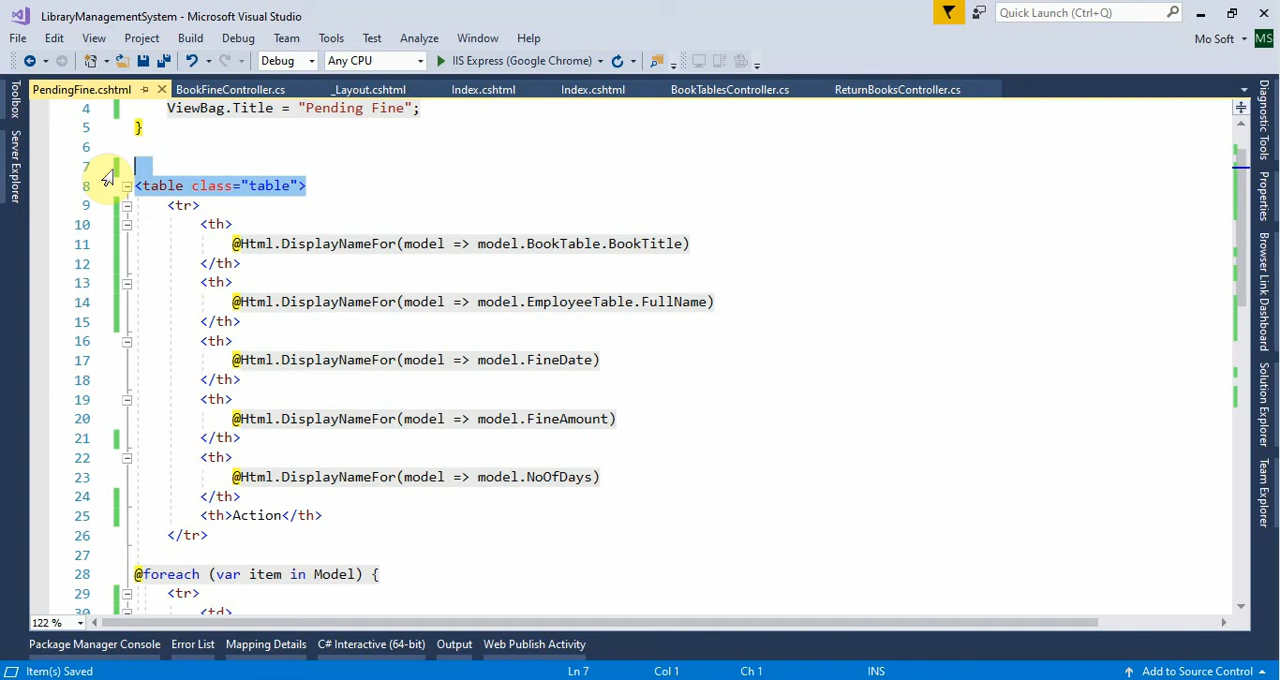 LibraryManagementSystem - Microsoft Visual Studio
Quick Launch (Ctrl+Q)
File Edit View Project Build Debug Team Tools Test Analyze Window Help
Mo Soft MS
Debug Any CPU IIS Express (Google Chrome)
PendingFine.cshtml BookFineController.cs _Layout.cshtml Index.cshtml Index.cshtml BookTablesController.cs ReturnBooksController.cs
Toolbox
Server Explorer
4 ViewBag.Title = "Pending Fine";
5 }
6
7
8 <table class="table">
9 <tr>
10 <th>
11 @Html.DisplayNameFor(model => model.BookTable.BookTitle)
12 </th>
13 <th>
14 @Html.DisplayNameFor(model => model.EmployeeTable.FullName)
15 </th>
16 <th>
17 @Html.DisplayNameFor(model => model.FineDate)
18 </th>
19 <th>
20 @Html.DisplayNameFor(model => model.FineAmount)
21 </th>
22 <th>
23 @Html.DisplayNameFor(model => model.NoOfDays)
24 </th>
25 <th>Action</th>
26 </tr>
27
28 @foreach (var item in Model) {
29 <tr>
30 <td>
Diagnostic Tools
Properties
Browser Link Dashboard
Solution Explorer
Team Explorer
122 %
Package Manager Console Error List Mapping Details C# Interactive (64-bit) Output Web Publish Activity
Item(s) Saved Ln 7 Col 1 Ch 1 INS Add to Source Control